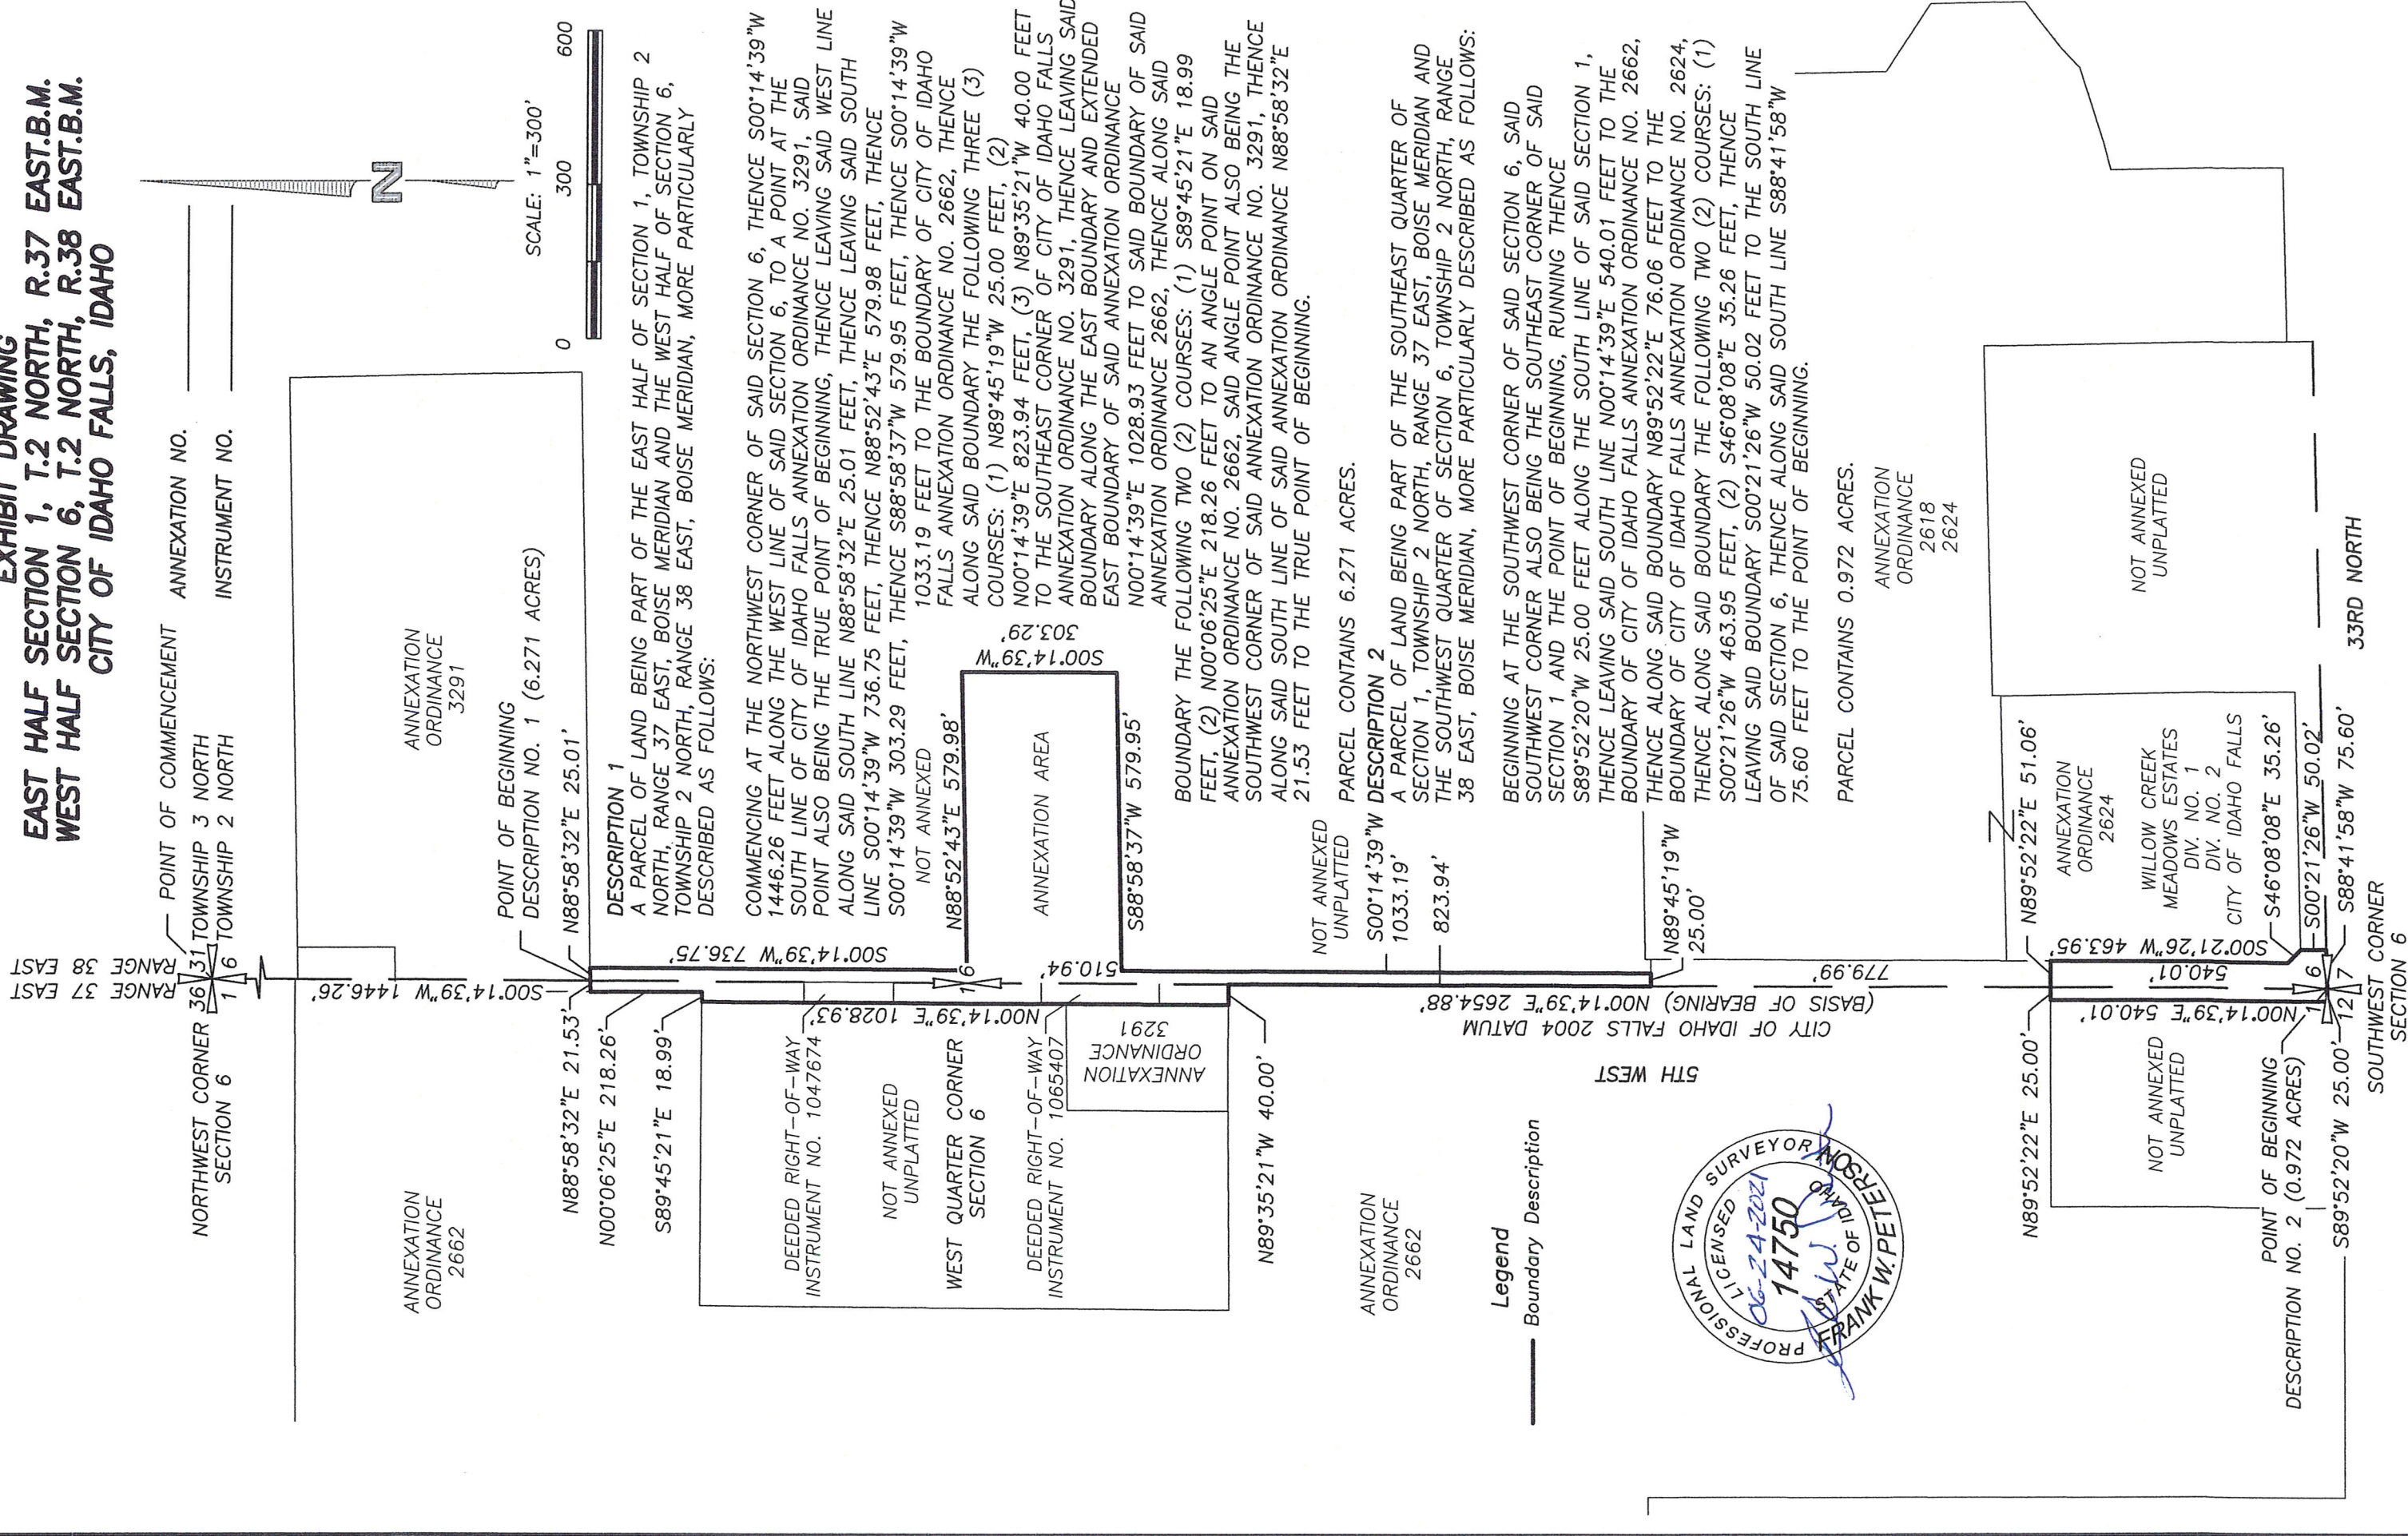 EXHIBIT DRAWING
EAST HALF SECTION 1, T.2 NORTH, R.37 EAST.B.M.
WEST HALF SECTION 6, T.2 NORTH, R.38 EAST.B.M.
CITY OF IDAHO FALLS, IDAHO
ANNEXATION NO.
INSTRUMENT NO.
N
SCALE: 1"=300'
0 300 600
RANGE 37 EAST
RANGE 38 EAST
POINT OF COMMENCEMENT
NORTHWEST CORNER
SECTION 6
36 31
1 6
TOWNSHIP 3 NORTH
TOWNSHIP 2 NORTH
ANNEXATION
ORDINANCE
2662
ANNEXATION
ORDINANCE
3291
S00°14'39"W 1446.26'
POINT OF BEGINNING
DESCRIPTION NO. 1 (6.271 ACRES)
N88°58'32"E 25.01'
N88°58'32"E 21.53'
N00°06'25"E 218.26'
S89°45'21"E 18.99'
DESCRIPTION 1
A PARCEL OF LAND BEING PART OF THE EAST HALF OF SECTION 1, TOWNSHIP 2
NORTH, RANGE 37 EAST, BOISE MERIDIAN AND THE WEST HALF OF SECTION 6,
TOWNSHIP 2 NORTH, RANGE 38 EAST, BOISE MERIDIAN, MORE PARTICULARLY
DESCRIBED AS FOLLOWS:
COMMENCING AT THE NORTHWEST CORNER OF SAID SECTION 6, THENCE S00°14'39"W
1446.26 FEET ALONG THE WEST LINE OF SAID SECTION 6, TO A POINT AT THE
SOUTH LINE OF CITY OF IDAHO FALLS ANNEXATION ORDINANCE NO. 3291, SAID
POINT ALSO BEING THE TRUE POINT OF BEGINNING, THENCE LEAVING SAID WEST LINE
ALONG SAID SOUTH LINE N88°58'32"E 25.01 FEET, THENCE LEAVING SAID SOUTH
LINE S00°14'39"W 736.75 FEET, THENCE N88°52'43"E 579.98 FEET, THENCE
S00°14'39"W 303.29 FEET, THENCE S88°58'37"W 579.95 FEET, THENCE S00°14'39"W
1033.19 FEET TO THE BOUNDARY OF CITY OF IDAHO
FALLS ANNEXATION ORDINANCE NO. 2662, THENCE
ALONG SAID BOUNDARY THE FOLLOWING THREE (3)
COURSES: (1) N89°45'19"W 25.00 FEET, (2)
N00°14'39"E 823.94 FEET, (3) N89°35'21"W 40.00 FEET
TO THE SOUTHEAST CORNER OF CITY OF IDAHO FALLS
ANNEXATION ORDINANCE NO. 3291, THENCE LEAVING SAID
BOUNDARY ALONG THE EAST BOUNDARY AND EXTENDED
EAST BOUNDARY OF SAID ANNEXATION ORDINANCE
N00°14'39"E 1028.93 FEET TO SAID BOUNDARY OF SAID
ANNEXATION ORDINANCE 2662, THENCE ALONG SAID
BOUNDARY THE FOLLOWING TWO (2) COURSES: (1) S89°45'21"E 18.99
FEET, (2) N00°06'25"E 218.26 FEET TO AN ANGLE POINT ON SAID
ANNEXATION ORDINANCE NO. 2662, SAID ANGLE POINT ALSO BEING THE
SOUTHWEST CORNER OF SAID ANNEXATION ORDINANCE NO. 3291, THENCE
ALONG SAID SOUTH LINE OF SAID ANNEXATION ORDINANCE N88°58'32"E
21.53 FEET TO THE TRUE POINT OF BEGINNING.
PARCEL CONTAINS 6.271 ACRES.
S00°14'39"W 736.75'
NOT ANNEXED
N88°52'43"E 579.98'
S00°14'39"W
303.29'
ANNEXATION AREA
S88°58'37"W 579.95'
DEEDED RIGHT-OF-WAY
INSTRUMENT NO. 1047674
N00°14'39"E 1028.93'
NOT ANNEXED
UNPLATTED
WEST QUARTER CORNER
SECTION 6
1 6
510.94'
DEEDED RIGHT-OF-WAY
INSTRUMENT NO. 1065407
ANNEXATION
ORDINANCE
3291
N89°35'21"W 40.00'
NOT ANNEXED
UNPLATTED
S00°14'39"W
1033.19'
823.94'
DESCRIPTION 2
A PARCEL OF LAND BEING PART OF THE SOUTHEAST QUARTER OF
SECTION 1, TOWNSHIP 2 NORTH, RANGE 37 EAST, BOISE MERIDIAN AND
THE SOUTHWEST QUARTER OF SECTION 6, TOWNSHIP 2 NORTH, RANGE
38 EAST, BOISE MERIDIAN, MORE PARTICULARLY DESCRIBED AS FOLLOWS:
BEGINNING AT THE SOUTHWEST CORNER OF SAID SECTION 6, SAID
SOUTHWEST CORNER ALSO BEING THE SOUTHEAST CORNER OF SAID
SECTION 1 AND THE POINT OF BEGINNING, RUNNING THENCE
S89°52'20"W 25.00 FEET ALONG THE SOUTH LINE OF SAID SECTION 1,
THENCE LEAVING SAID SOUTH LINE N00°14'39"E 540.01 FEET TO THE
BOUNDARY OF CITY OF IDAHO FALLS ANNEXATION ORDINANCE NO. 2662,
THENCE ALONG SAID BOUNDARY N89°52'22"E 76.06 FEET TO THE
BOUNDARY OF CITY OF IDAHO FALLS ANNEXATION ORDINANCE NO. 2624,
THENCE ALONG SAID BOUNDARY THE FOLLOWING TWO (2) COURSES: (1)
S00°21'26"W 463.95 FEET, (2) S46°08'08"E 35.26 FEET, THENCE
LEAVING SAID BOUNDARY S00°21'26"W 50.02 FEET TO THE SOUTH LINE
OF SAID SECTION 6, THENCE ALONG SAID SOUTH LINE S88°41'58"W
75.60 FEET TO THE POINT OF BEGINNING.
PARCEL CONTAINS 0.972 ACRES.
ANNEXATION
ORDINANCE
2662
N89°45'19"W
25.00'
CITY OF IDAHO FALLS 2004 DATUM
(BASIS OF BEARING) N00°14'39"E 2654.88'
5TH WEST
779.99'
Legend
Boundary Description
PROFESSIONAL LAND SURVEYOR
LICENSED
06-24-2021
14750
STATE OF IDAHO
FRANK W. PETERSON
ANNEXATION
ORDINANCE
2618
2624
N89°52'22"E 25.00'
N89°52'22"E 51.06'
ANNEXATION
ORDINANCE
2624
WILLOW CREEK
MEADOWS ESTATES
DIV. NO. 1
DIV. NO. 2
CITY OF IDAHO FALLS
NOT ANNEXED
UNPLATTED
NOT ANNEXED
UNPLATTED
N00°14'39"E 540.01'
540.01'
S00°21'26"W 463.95'
S46°08'08"E 35.26'
S00°21'26"W 50.02'
S88°41'58"W 75.60'
POINT OF BEGINNING
DESCRIPTION NO. 2 (0.972 ACRES)
S89°52'20"W 25.00'
1 6
12 7
SOUTHWEST CORNER
SECTION 6
33RD NORTH